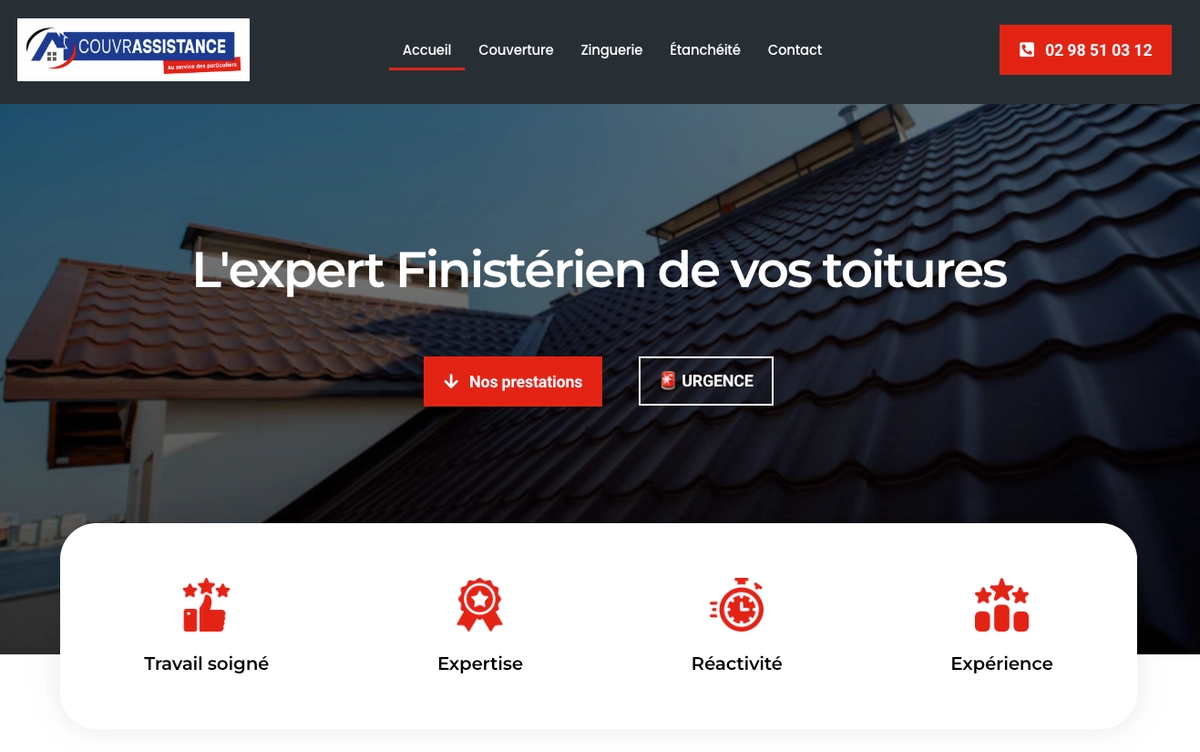 COUVRASSISTANCE
Au service des particuliers
Accueil
Couverture
Zinguerie
Étanchéité
Contact
02 98 51 03 12
L'expert Finistérien de vos toitures
Nos prestations
🚨 URGENCE
Travail soigné
Expertise
Réactivité
Expérience